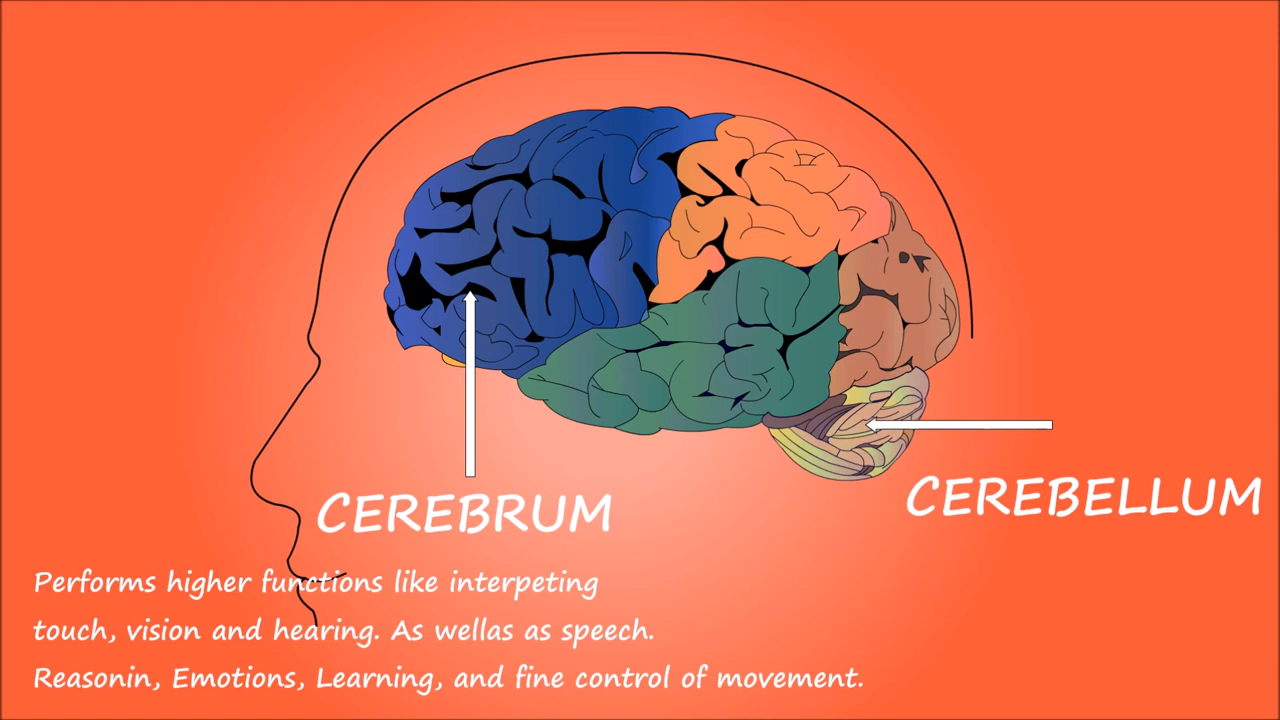 CEREBRUM
CEREBELLUM
Performs higher functions like interpeting
touch, vision and hearing. As wellas as speech.
Reasonin, Emotions, Learning, and fine control of movement.